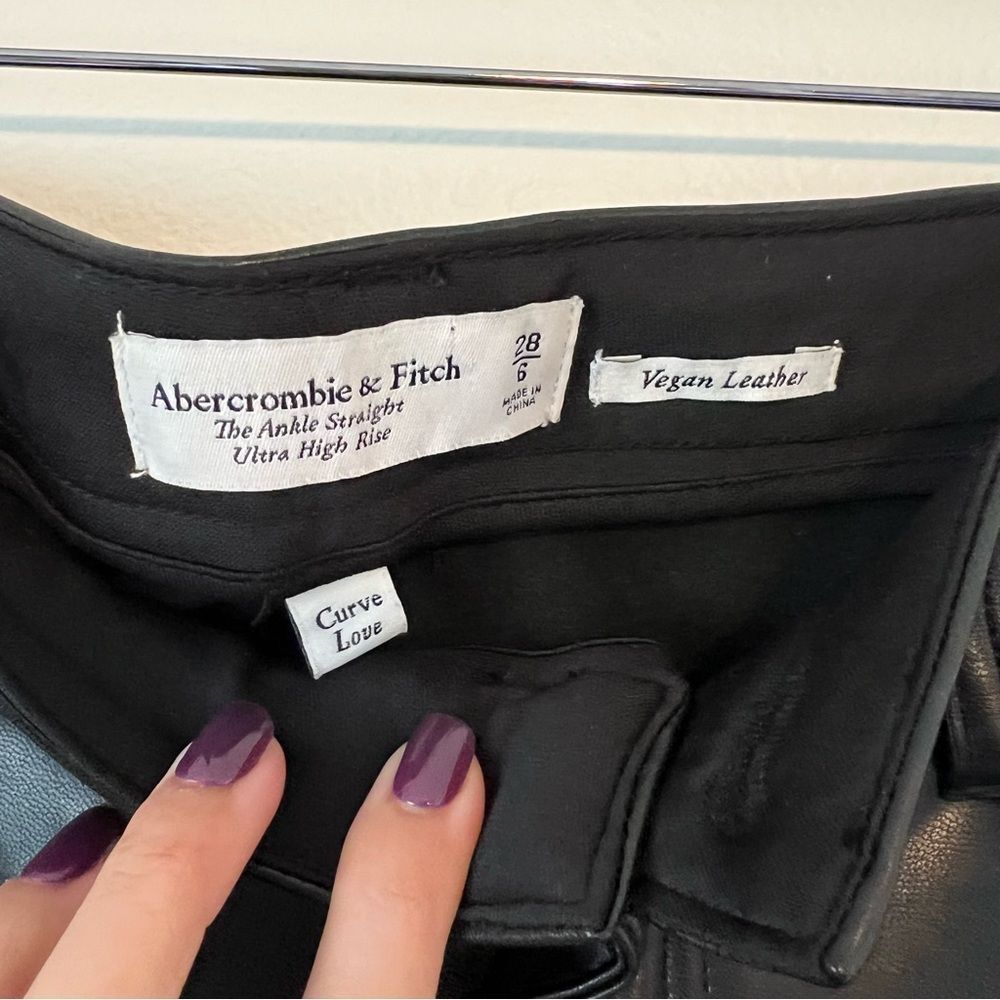 Abercrombie & Fitch
The Ankle Straight
Ultra High Rise
28
6
MADE IN
CHINA
Vegan Leather
Curve
Love